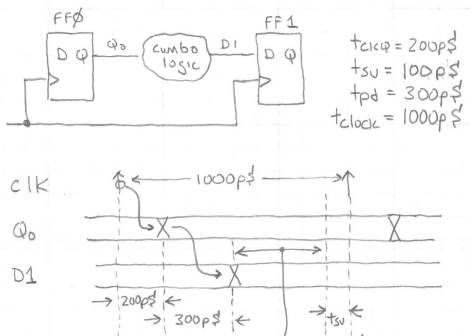 FFØ
FF1
D Q
Q0
combo
logic
D1
D Q
tclkQ = 200ps
tsu = 100ps
tpd = 300ps
tclock = 1000ps
clk
1000ps
Q0
D1
200ps
300ps
tsu